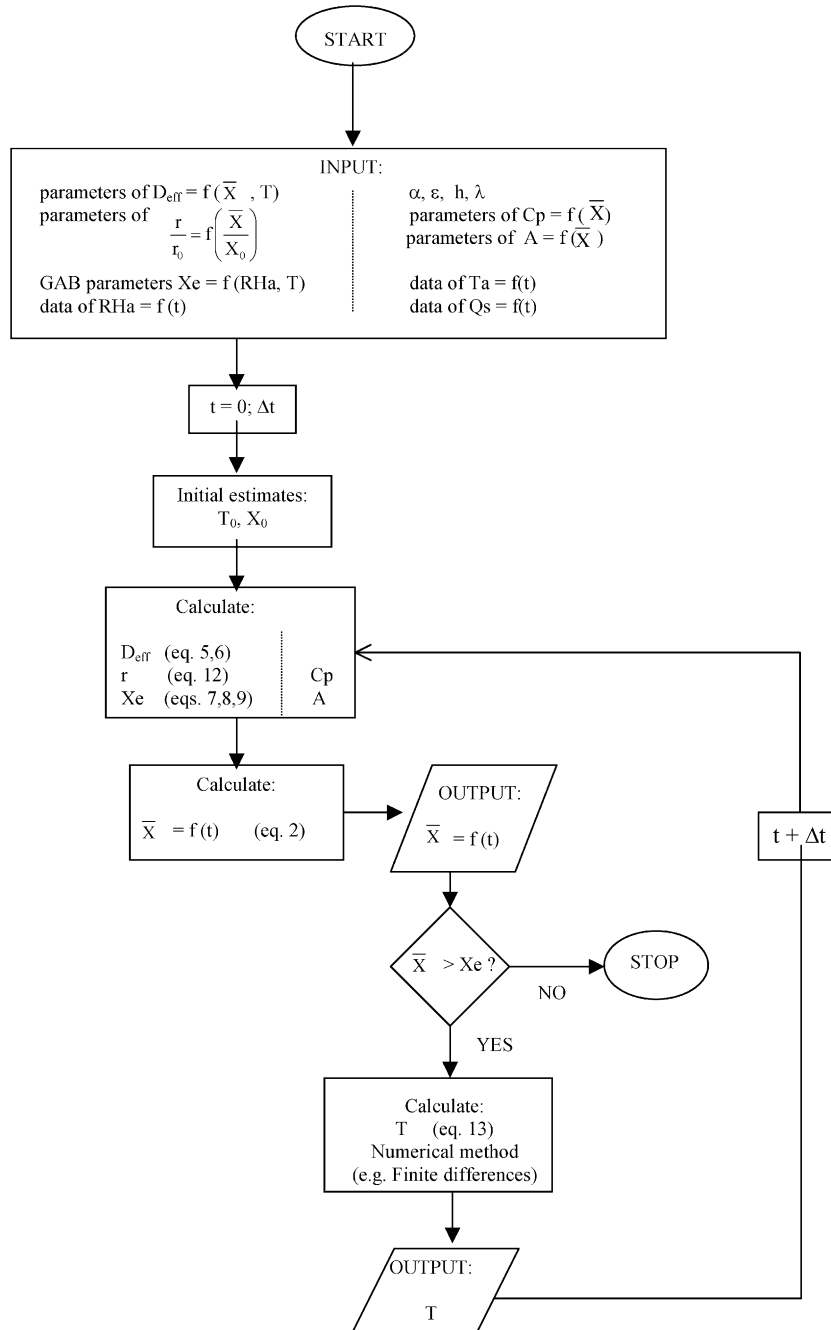 START
INPUT:
parameters of D_eff = f ( X̅ , T)
parameters of r/r₀ = f( X̅/X₀ )
GAB parameters Xe = f (RHa, T)
data of RHa = f (t)
α, ε, h, λ
parameters of Cp = f ( X̅ )
parameters of A = f ( X̅ )
data of Ta = f(t)
data of Qs = f(t)
t = 0; Δt
Initial estimates:
T₀, X₀
Calculate:
D_eff (eq. 5,6)
r (eq. 12)
Xe (eqs. 7,8,9)
Cp
A
Calculate:
X̅ = f (t) (eq. 2)
OUTPUT:
X̅ = f (t)
X̅ > Xe ?
NO
STOP
YES
Calculate:
T (eq. 13)
Numerical method
(e.g. Finite differences)
OUTPUT:
T
t + Δt